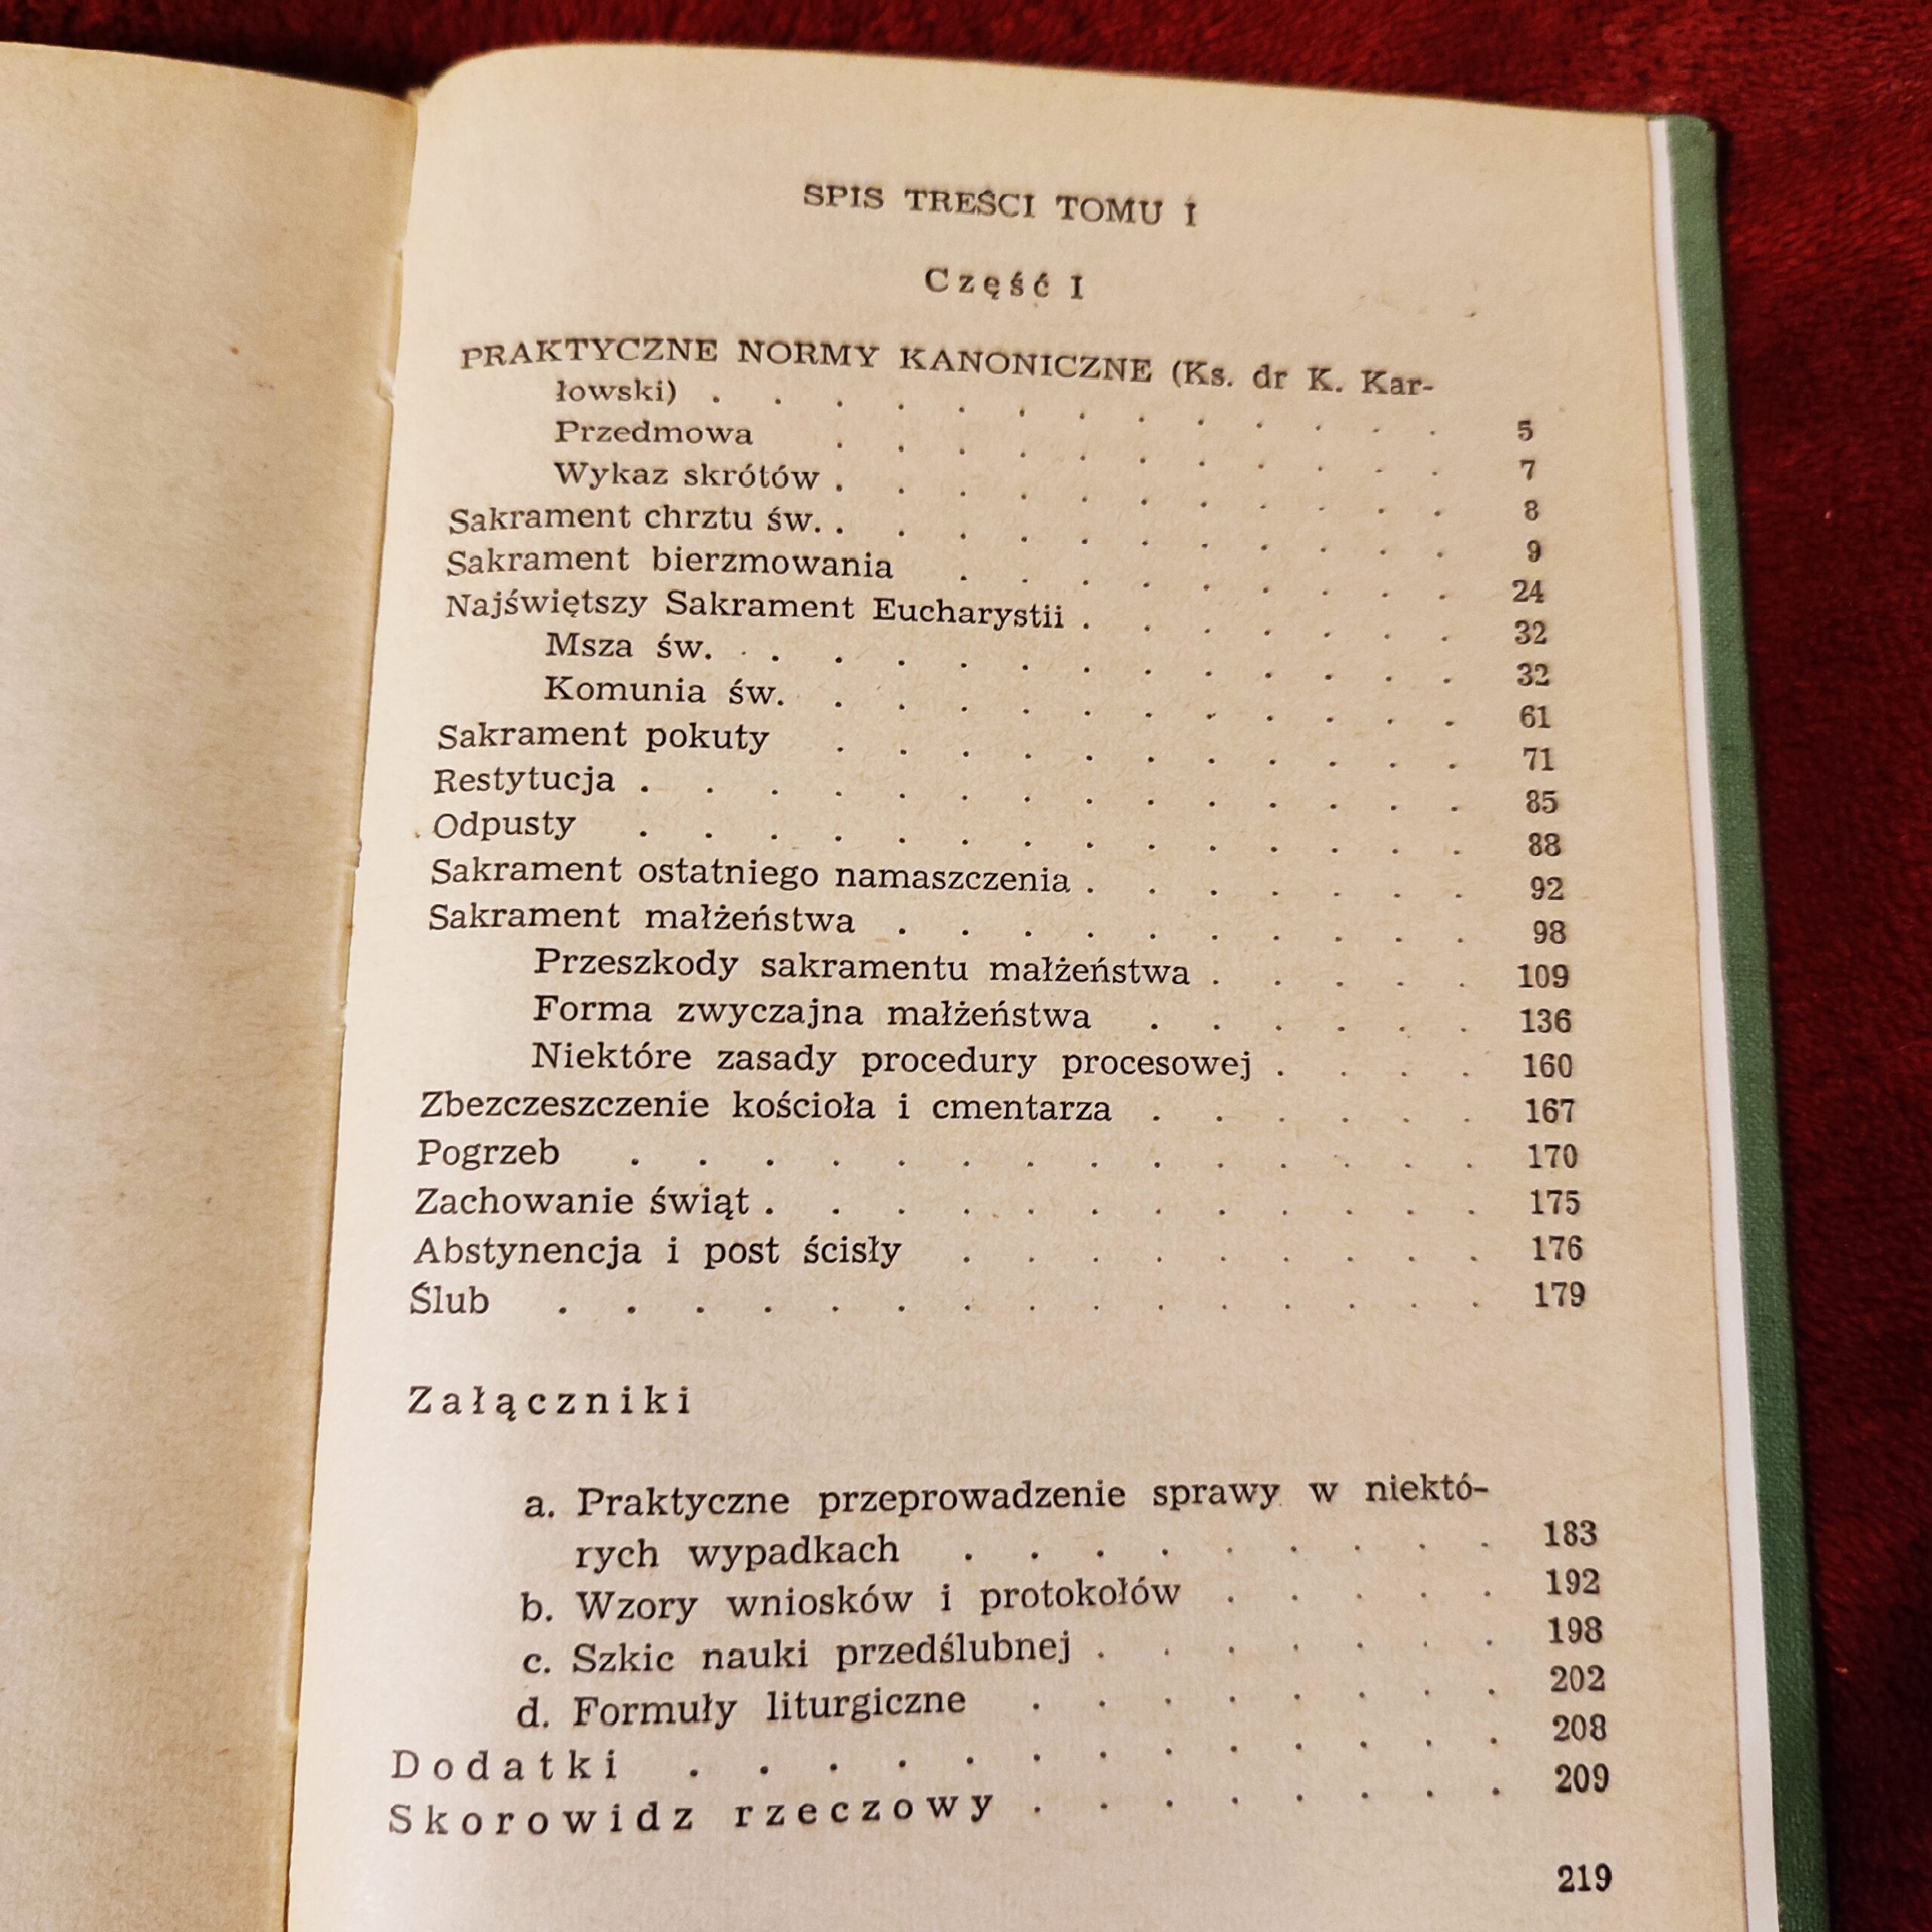 SPIS TREŚCI TOMU I
Część I
PRAKTYCZNE NORMY KANONICZNE (Ks. dr K. Kar-
łowski) . . . . . . . . . . . . . 5
Przedmowa . . . . . . . . . . . 7
Wykaz skrótów . . . . . . . . . . . 8
Sakrament chrztu św. . . . . . . . . . . . 9
Sakrament bierzmowania . . . . . . . . . 24
Najświętszy Sakrament Eucharystii . . . . . . . 32
Msza św. . . . . . . . . . . . . 32
Komunia św. . . . . . . . . . . . 61
Sakrament pokuty . . . . . . . . . . . 71
Restytucja . . . . . . . . . . . . . . 85
Odpusty . . . . . . . . . . . . . . 88
Sakrament ostatniego namaszczenia . . . . . . . 92
Sakrament małżeństwa . . . . . . . . . . 98
Przeszkody sakramentu małżeństwa . . . . . 109
Forma zwyczajna małżeństwa . . . . . . 136
Niektóre zasady procedury procesowej . . . . 160
Zbezczeszczenie kościoła i cmentarza . . . . . . 167
Pogrzeb . . . . . . . . . . . . . . 170
Zachowanie świąt . . . . . . . . . . . . 175
Abstynencja i post ścisły . . . . . . . . . 176
Ślub . . . . . . . . . . . . . . . 179
Załączniki
a. Praktyczne przeprowadzenie sprawy w niektó-
rych wypadkach . . . . . . . . . 183
b. Wzory wniosków i protokołów . . . . . 192
c. Szkic nauki przedślubnej . . . . . . . 198
d. Formuły liturgiczne . . . . . . . . 202
Dodatki . . . . . . . . . . . . . 208
Skorowidz rzeczowy . . . . . . . . 209
219